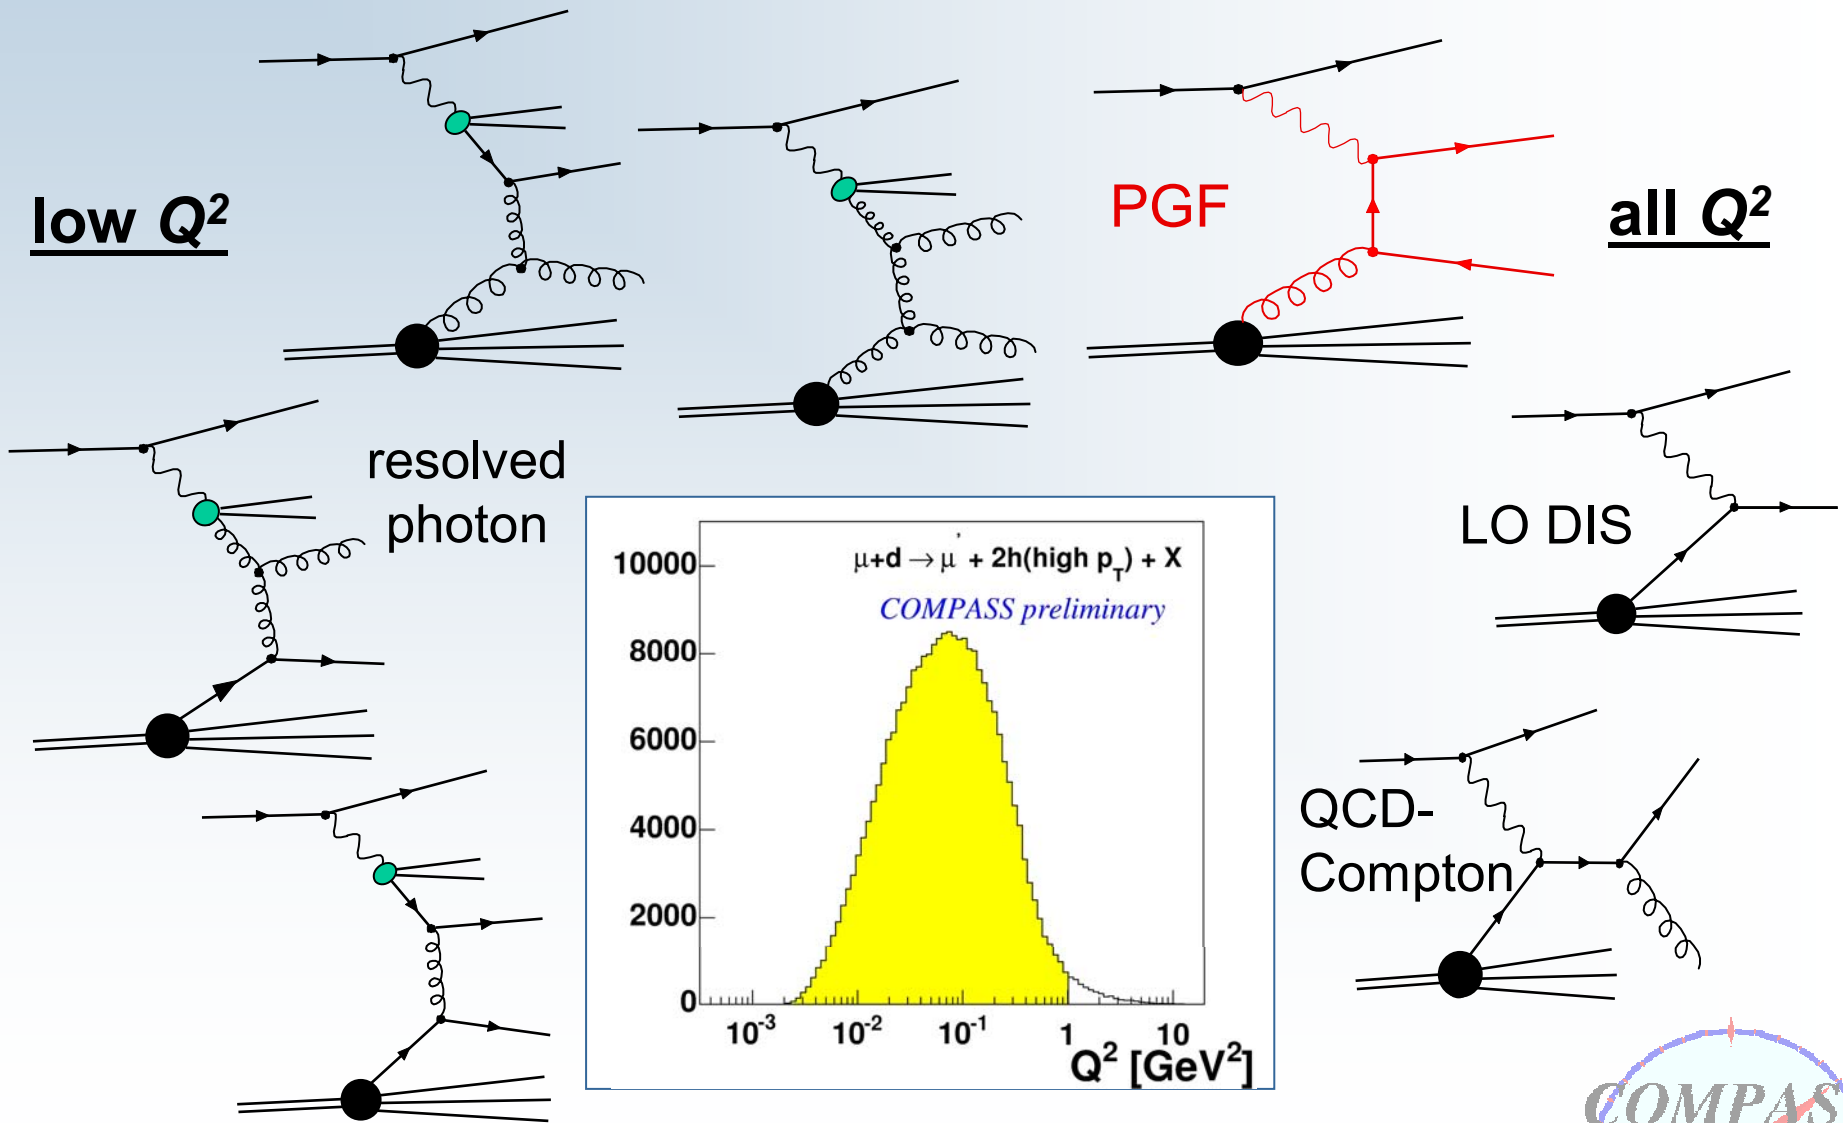 low Q²
PGF
all Q²
resolved
photon
LO DIS
QCD-
Compton
μ+d → μ' + 2h(high p_T) + X
COMPASS preliminary
10000
8000
6000
4000
2000
0
10⁻³ 10⁻² 10⁻¹ 1 10
Q² [GeV²]
COMPAS